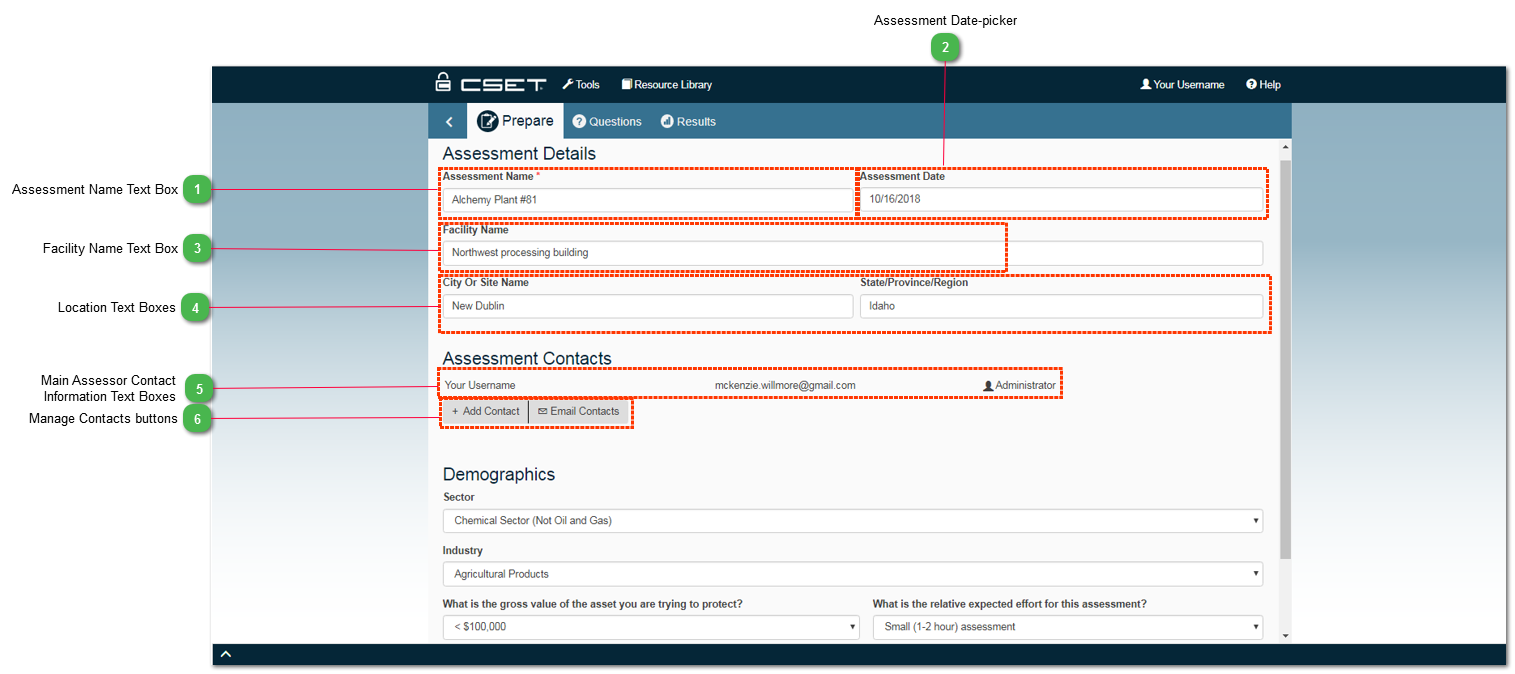 Assessment Date-picker
2
CSET
Tools
Resource Library
Your Username
Help
Prepare
Questions
Results
Assessment Details
Assessment Name Text Box
1
Assessment Name *
Assessment Date
Alchemy Plant #81
10/16/2018
Facility Name Text Box
3
Facility Name
Northwest processing building
Location Text Boxes
4
City Or Site Name
State/Province/Region
New Dublin
Idaho
Assessment Contacts
Main Assessor Contact
Information Text Boxes
5
Your Username
mckenzie.willmore@gmail.com
Administrator
Manage Contacts buttons
6
+ Add Contact
Email Contacts
Demographics
Sector
Chemical Sector (Not Oil and Gas)
Industry
Agricultural Products
What is the gross value of the asset you are trying to protect?
What is the relative expected effort for this assessment?
< $100,000
Small (1-2 hour) assessment